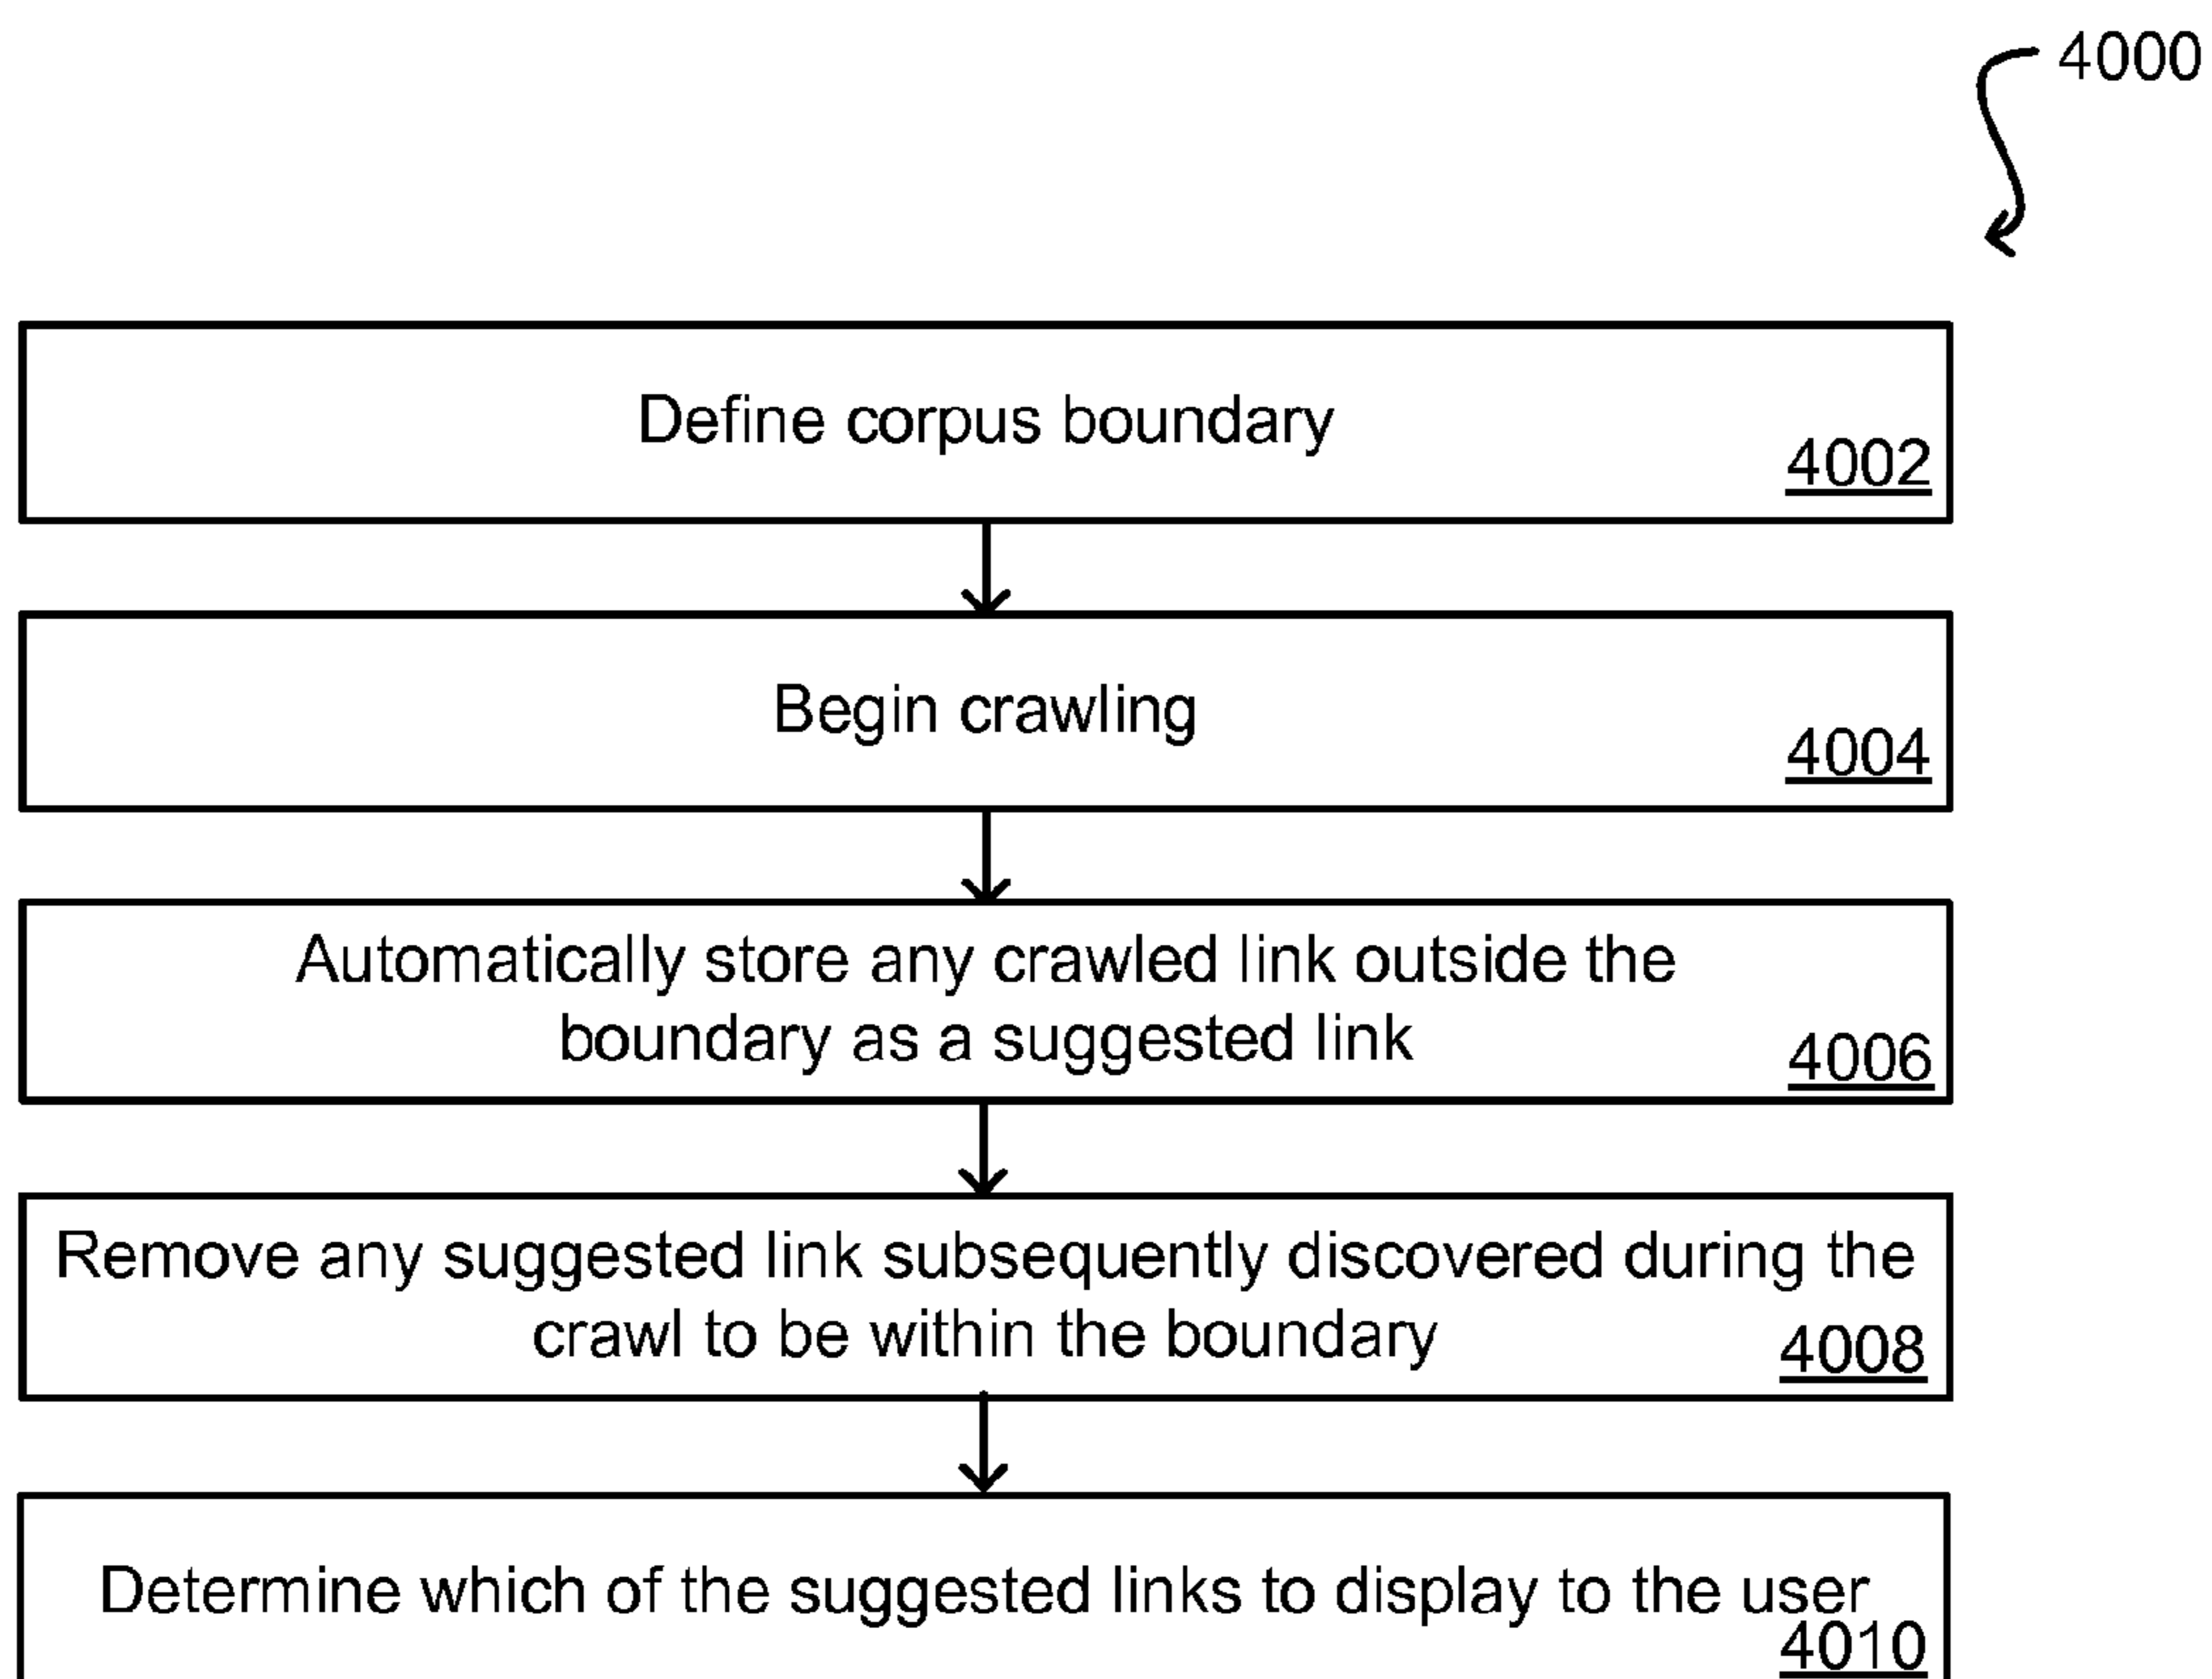 4000
Define corpus boundary
4002
Begin crawling
4004
Automatically store any crawled link outside the
boundary as a suggested link
4006
Remove any suggested link subsequently discovered during the
crawl to be within the boundary
4008
Determine which of the suggested links to display to the user
4010